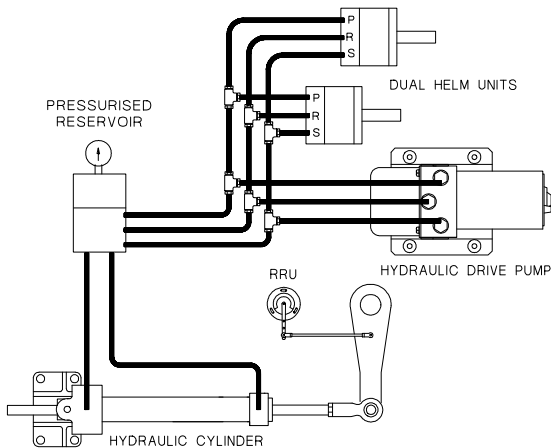 P
R
S
DUAL HELM UNITS
P
R
S
PRESSURISED
RESERVOIR
HYDRAULIC DRIVE PUMP
RRU
HYDRAULIC CYLINDER